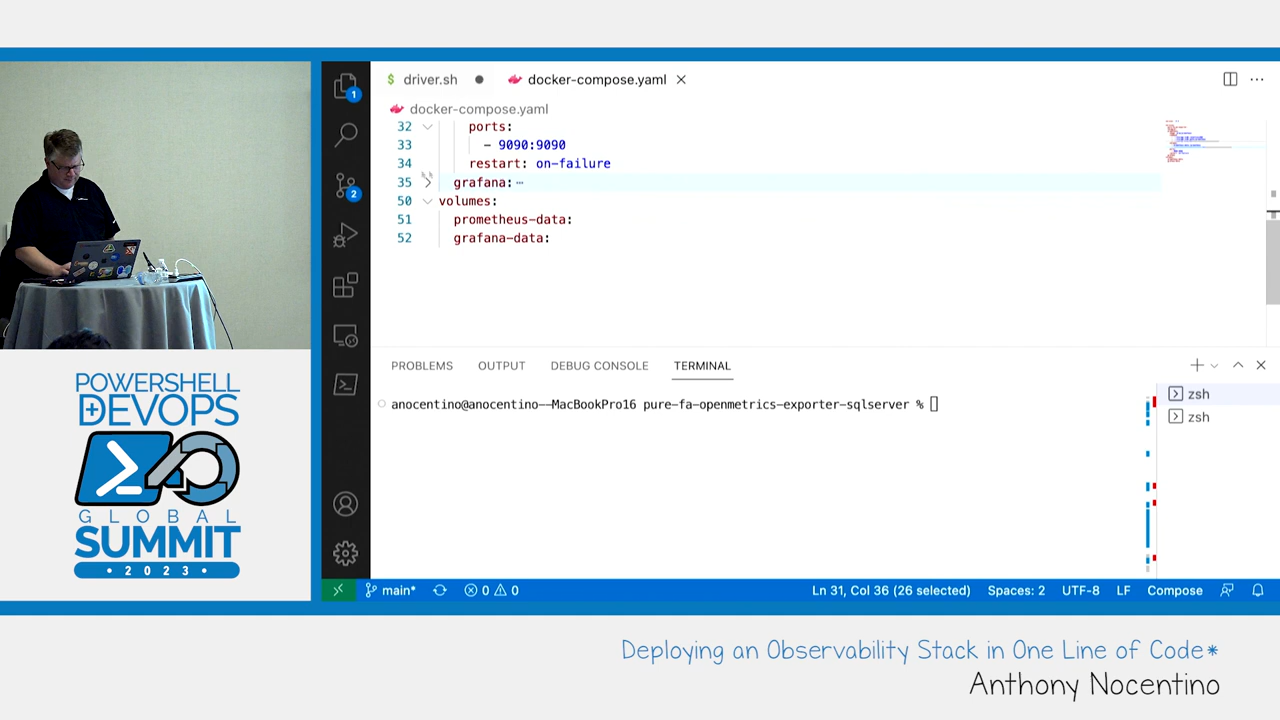 driver.sh
docker-compose.yaml
docker-compose.yaml
32 ports:
33 - 9090:9090
34 restart: on-failure
35 grafana: ⋯
50 volumes:
51 prometheus-data:
52 grafana-data:
1
2
PROBLEMS OUTPUT DEBUG CONSOLE TERMINAL
anocentino@anocentino--MacBookPro16 pure-fa-openmetrics-exporter-sqlserver %
zsh
zsh
main* 0 0 Ln 31, Col 36 (26 selected) Spaces: 2 UTF-8 LF Compose
POWERSHELL
+DEVOPS
GLOBAL
SUMMIT
• 2023 •
Deploying an Observability Stack in One Line of Code*
Anthony Nocentino